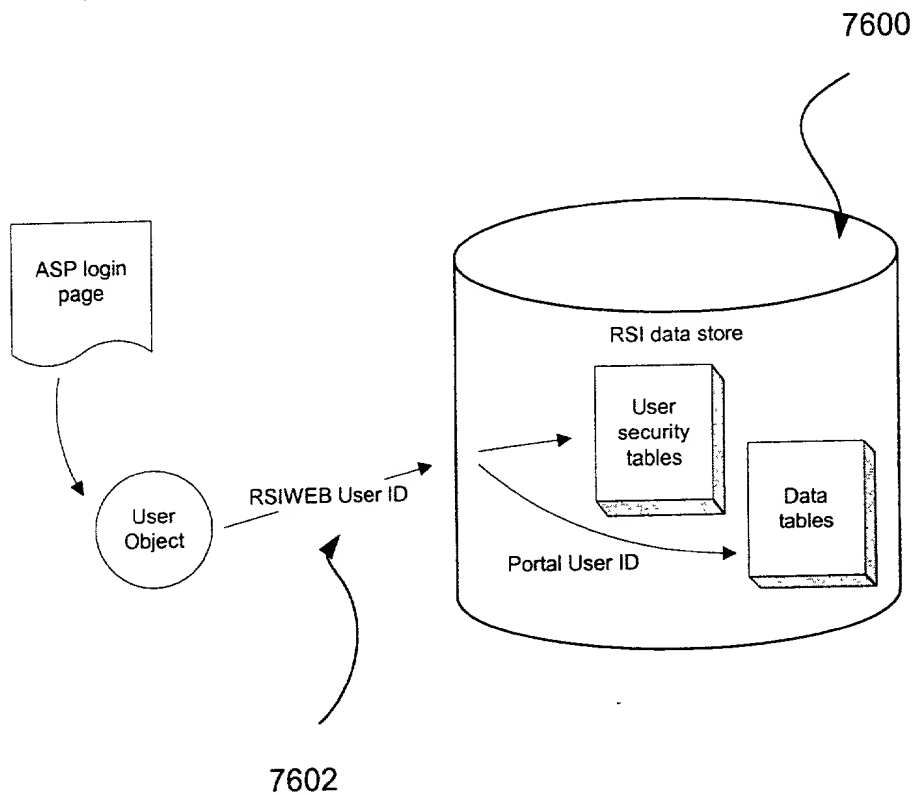 7600
ASP login
page
RSI data store
User
security
tables
RSIWEB User ID
User
Object
Data
tables
Portal User ID
7602